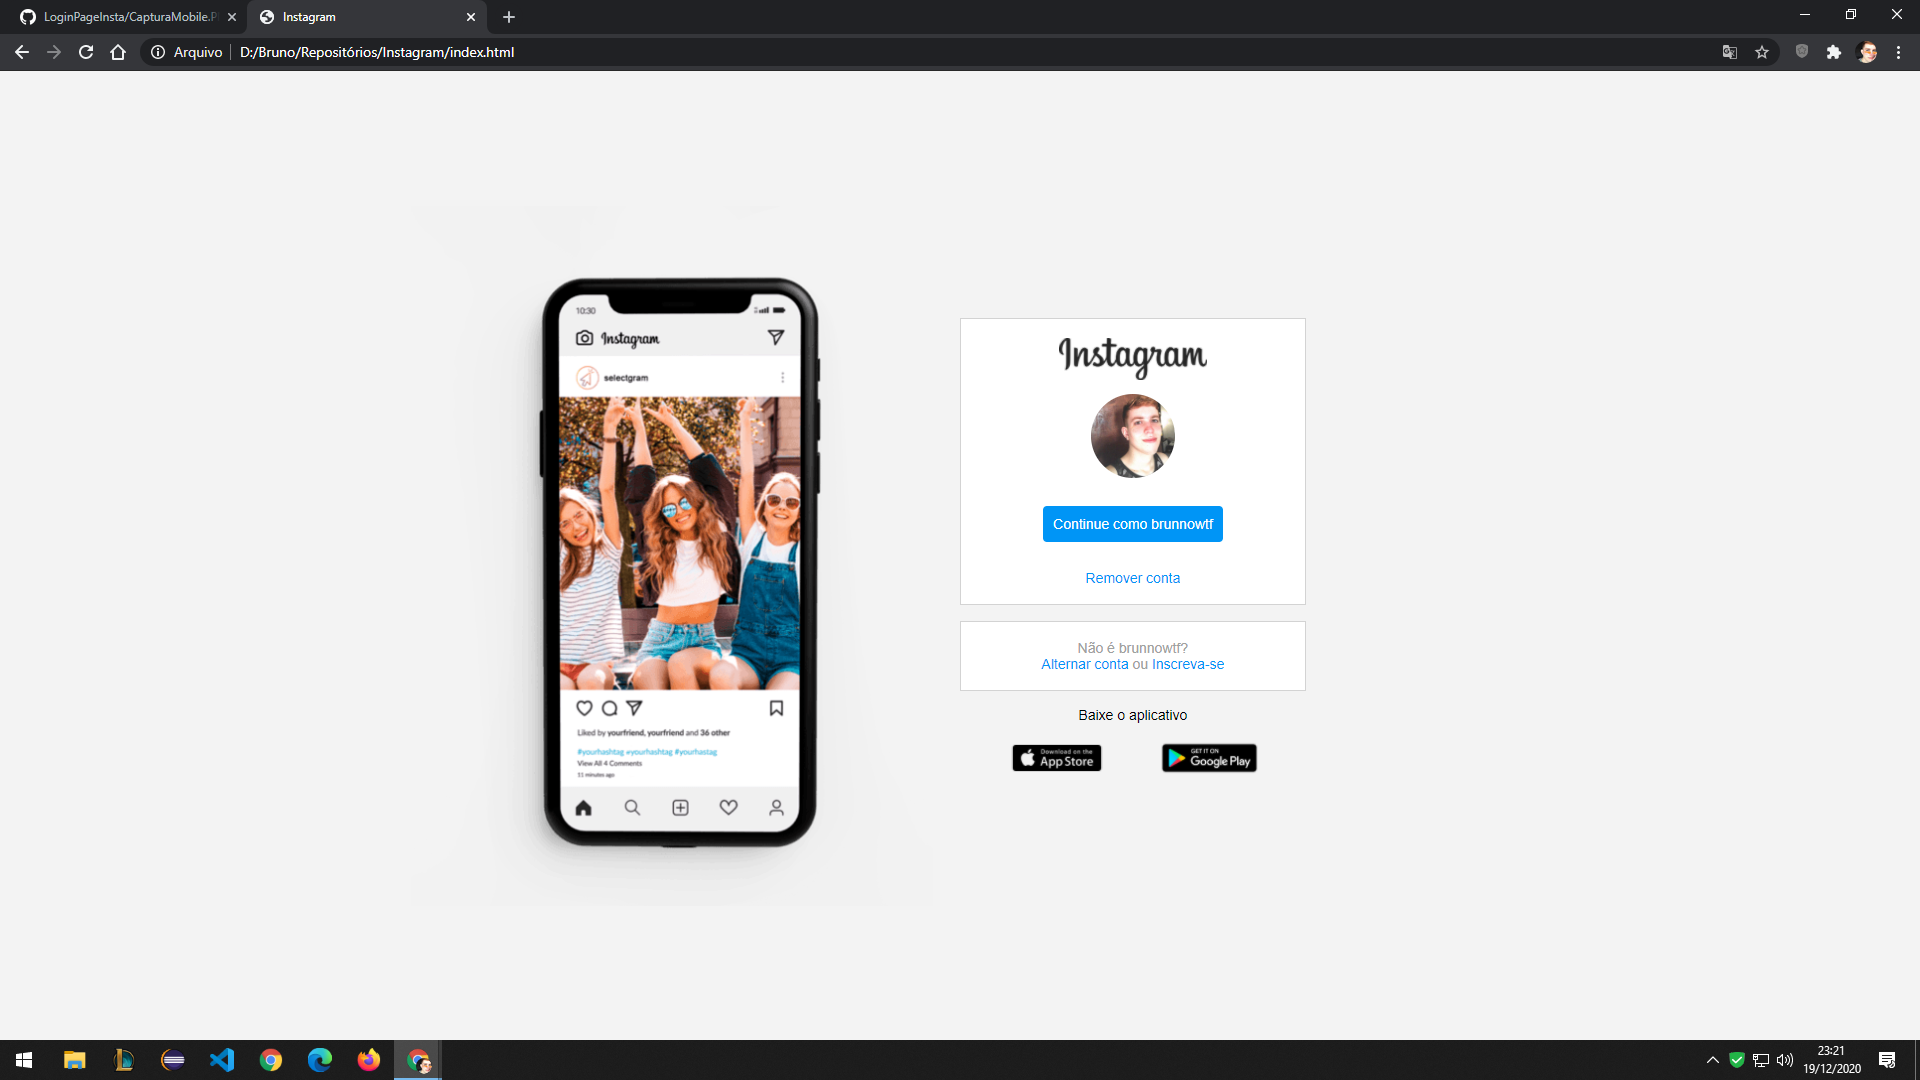 LoginPageInsta/CapturaMobile.P
Instagram
Arquivo
D:/Bruno/Repositórios/Instagram/index.html
10:30
Instagram
selectgram
Liked by yourfriend, yourfriend and 36 other
#yourhashtag #yourhashtag #yourhastag
View All 4 Comments
11 minutes ago
Instagram
Continue como brunnowtf
Remover conta
Não é brunnowtf?
Alternar conta ou Inscreva-se
Baixe o aplicativo
Download on the
App Store
GET IT ON
Google Play
23:21
19/12/2020